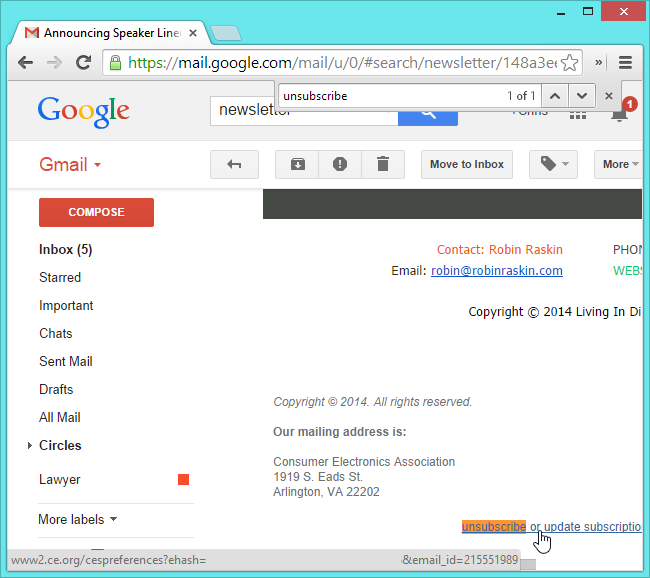 Announcing Speaker Liner
https://mail.google.com/mail/u/0/#search/newsletter/148a3ee
»
unsubscribe 1 of 1
Google
newsletter
1
Gmail
Move to Inbox
More
COMPOSE
Inbox (5)
Starred
Important
Chats
Sent Mail
Drafts
All Mail
Circles
Lawyer
More labels
Contact: Robin Raskin PHON
Email: robin@robinraskin.com WEBS
Copyright © 2014 Living In Di
Copyright © 2014. All rights reserved.
Our mailing address is:
Consumer Electronics Association
1919 S. Eads St.
Arlington, VA 22202
unsubscribe or update subscriptio
www2.ce.org/cespreferences?ehash= &email_id=215551989